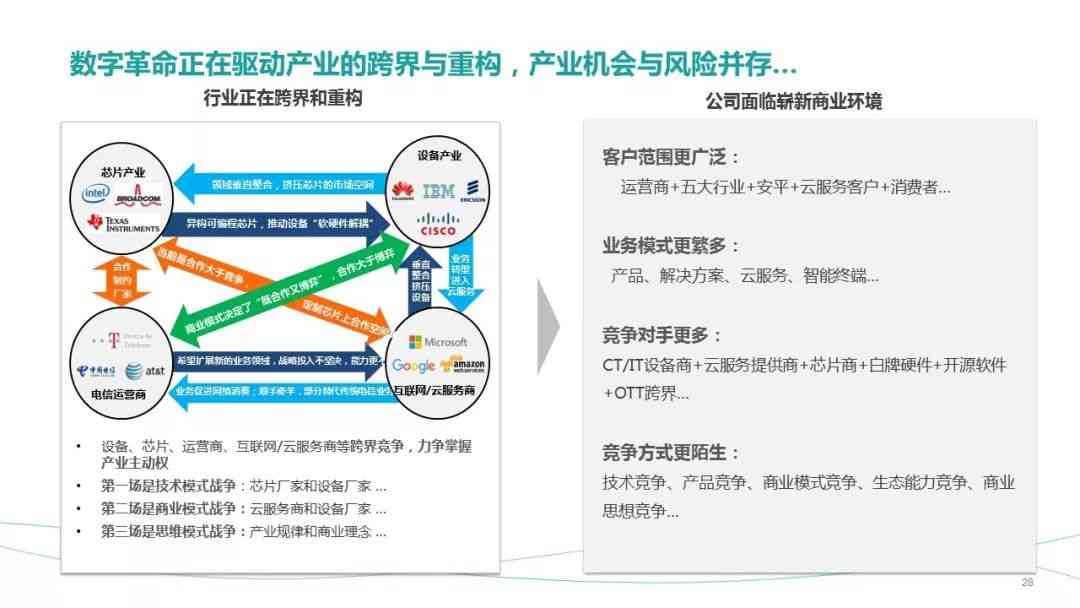 数字革命正在驱动产业的跨界与重构，产业机会与风险并存...
行业正在跨界和重构
公司面临崭新商业环境
芯片产业
intel
BROADCOM
TEXAS
INSTRUMENTS
设备产业
HUAWEI
IBM
ERICSSON
CISCO
领域垂直整合，挤压芯片的市场空间
异构可编程芯片，推动设备“软硬件解耦”
当前是合作大于竞争，
定制芯片上合作空间
商业模式决定了“既合作又博弈”，合作大于博弈
合作
制约
厂家
垂直
整合
挤压
设备
业务
转型
进入
云服务
T
Deutsche
Telekom
中国电信
at&t
电信运营商
Microsoft
Google
amazon
webservices
互联网/云服务商
希望扩展新的业务领域，战略投入不坚决，能力更
业务促进网络消费；顺手牵羊，部分替代传统电信业务
• 设备、芯片、运营商、互联网/云服务商等跨界竞争，力争掌握
产业主动权
• 第一场是技术模式战争：芯片厂家和设备厂家 ...
• 第二场是商业模式战争：云服务商和设备厂家 ...
• 第三场是思维模式战争：产业规律和商业理念 ...
客户范围更广泛：
运营商+五大行业+安平+云服务客户+消费者...
业务模式更繁多：
产品、解决方案、云服务、智能终端...
竞争对手更多：
CT/IT设备商+云服务提供商+芯片商+白牌硬件+开源软件
+OTT跨界...
竞争方式更陌生：
技术竞争、产品竞争、商业模式竞争、生态能力竞争、商业
思想竞争...
28